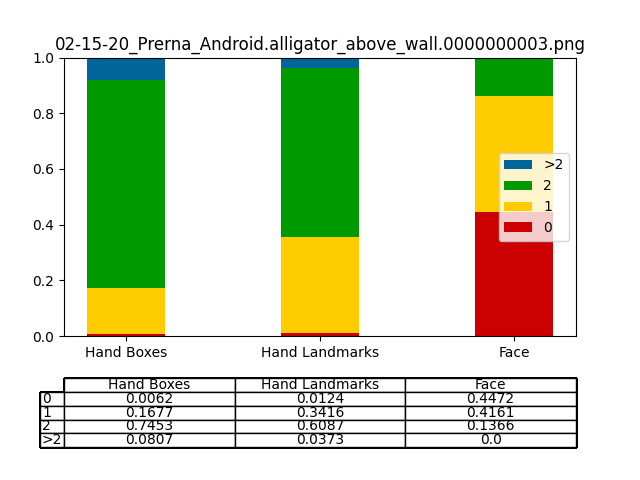 02-15-20_Prerna_Android.alligator_above_wall.0000000003.png
1.0
0.8
0.6
0.4
0.2
0.0
>2
2
1
0
Hand Boxes Hand Landmarks Face
Hand Boxes Hand Landmarks Face
0 0.0062 0.0124 0.4472
1 0.1677 0.3416 0.4161
2 0.7453 0.6087 0.1366
>2 0.0807 0.0373 0.0